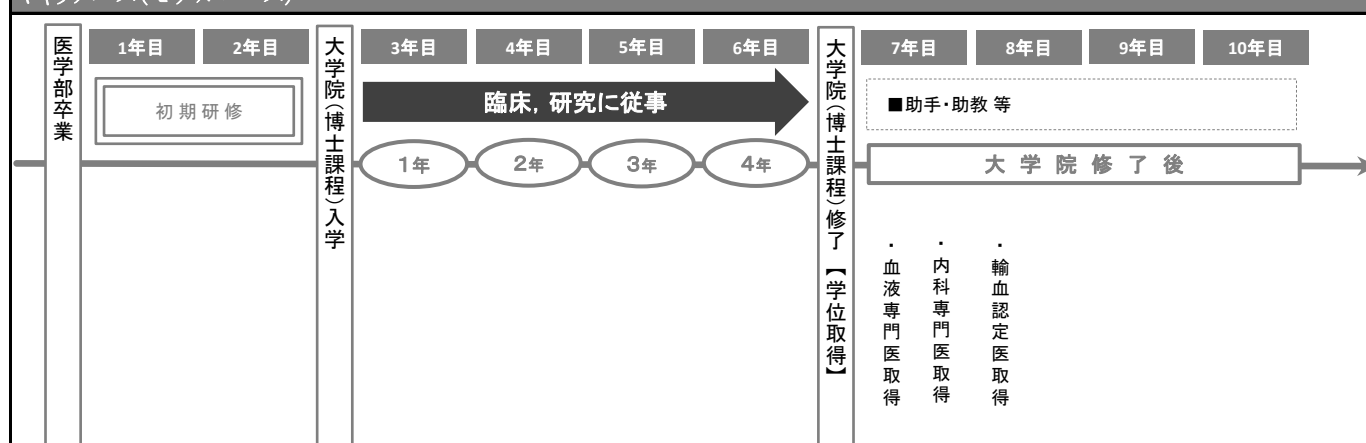 医学部卒業
1年目
2年目
初期研修
大学院(博士課程)入学
3年目
4年目
5年目
6年目
臨床，研究に従事
1年
2年
3年
4年
大学院(博士課程)修了【学位取得】
7年目
8年目
9年目
10年目
■助手・助教 等
大学院修了後
・血液専門医取得
・内科専門医取得
・輸血認定医取得